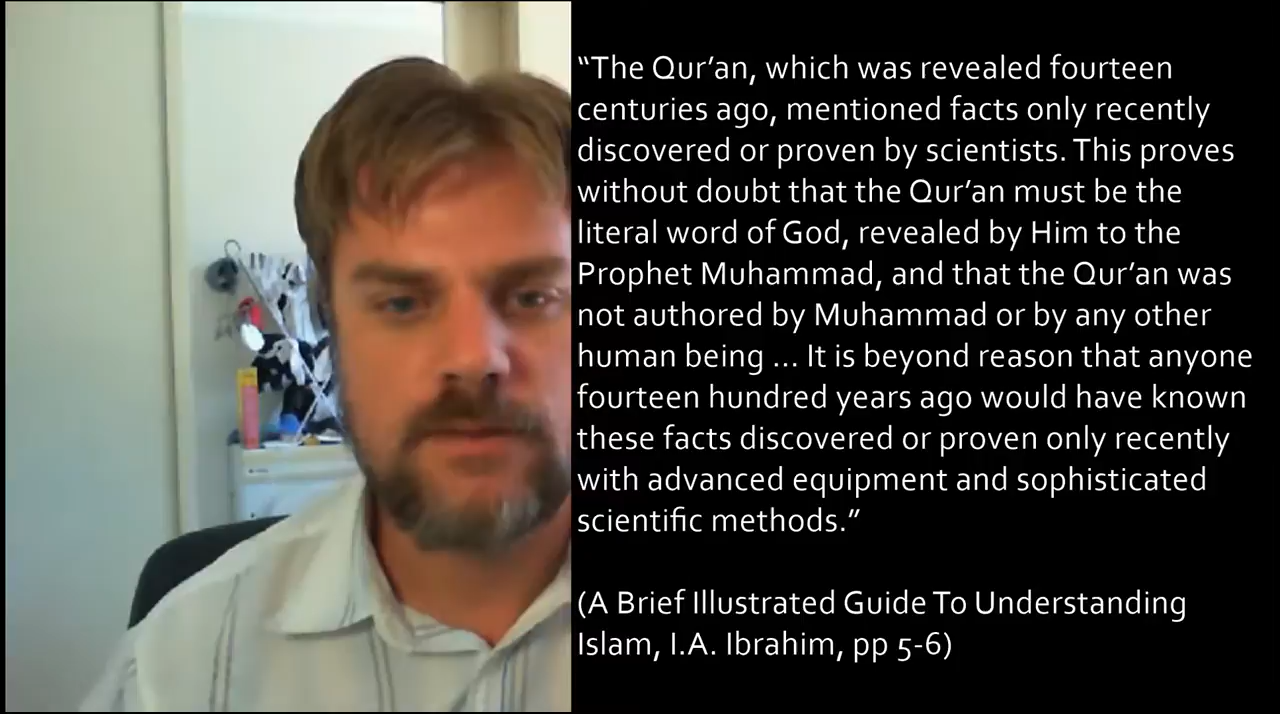 “The Qur’an, which was revealed fourteen
centuries ago, mentioned facts only recently
discovered or proven by scientists. This proves
without doubt that the Qur’an must be the
literal word of God, revealed by Him to the
Prophet Muhammad, and that the Qur’an was
not authored by Muhammad or by any other
human being ... It is beyond reason that anyone
fourteen hundred years ago would have known
these facts discovered or proven only recently
with advanced equipment and sophisticated
scientific methods.”
(A Brief Illustrated Guide To Understanding
Islam, I.A. Ibrahim, pp 5-6)